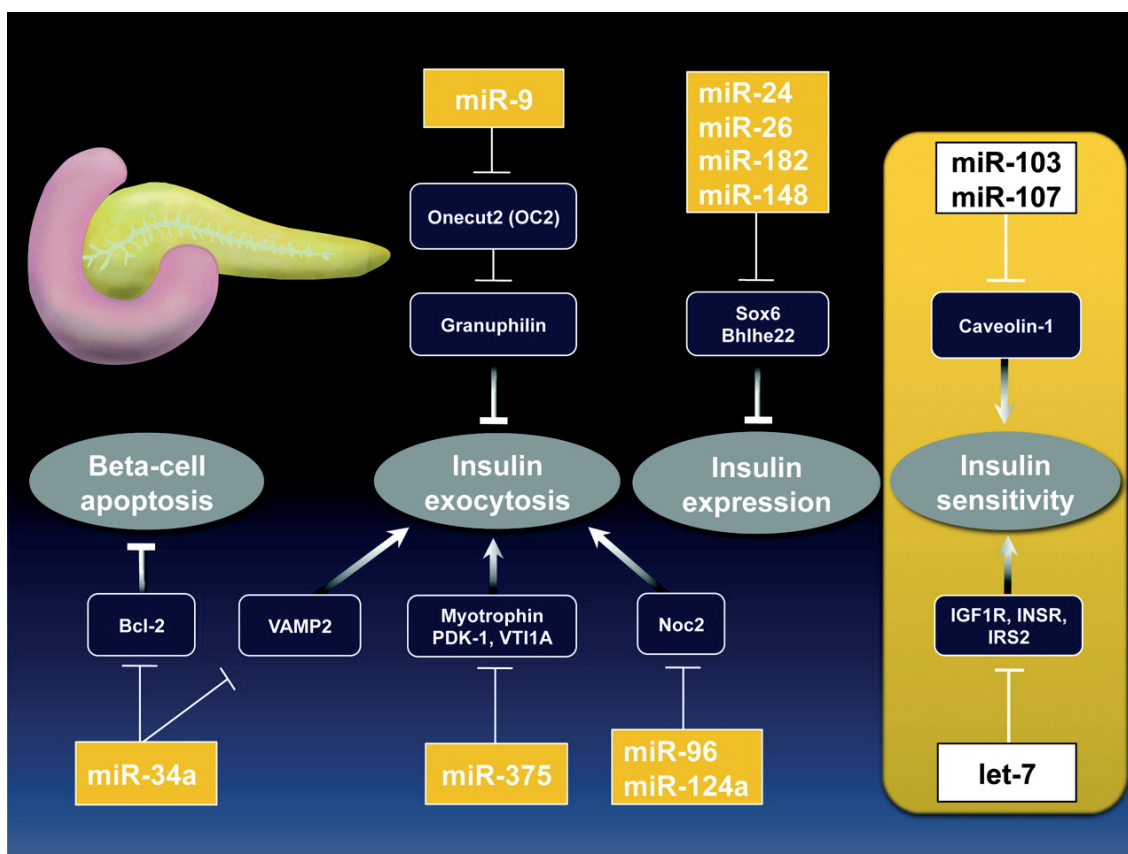 miR-9
miR-24
miR-26
miR-182
miR-148
miR-103
miR-107
Onecut2 (OC2)
Granuphilin
Sox6
Bhlhe22
Caveolin-1
Beta-cell
apoptosis
Insulin
exocytosis
Insulin
expression
Insulin
sensitivity
Bcl-2
VAMP2
Myotrophin
PDK-1, VTI1A
Noc2
IGF1R, INSR,
IRS2
miR-34a
miR-375
miR-96
miR-124a
let-7